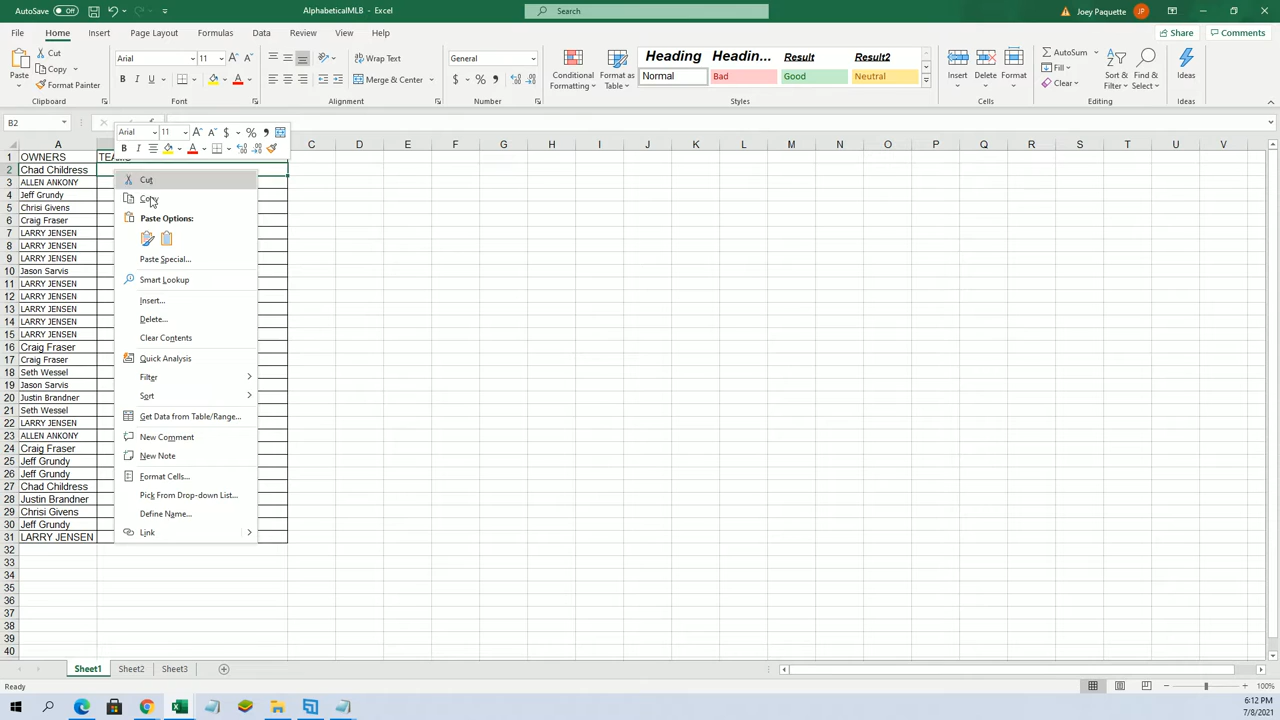 AutoSave Off AlphabeticalMLB - Excel Search Joey Paquette JP
File Home Insert Page Layout Formulas Data Review View Help Share Comments
Paste Cut Copy Format Painter Clipboard
Arial 11 A A B I U A Font
ab Wrap Text Merge & Center Alignment
General $ % , Number
Conditional Formatting Format as Table
Heading Headin... Result Result2
Normal Bad Good Neutral
Styles
Insert Delete Format Cells
AutoSum Fill Clear Sort & Filter Find & Select Editing
Ideas Ideas
B2
Arial 11 A A $ % ,
B I A
A C D E F G H I J K L M N O P Q R S T U V
1 OWNERS TEAMS
2 Chad Childress
3 ALLEN ANKONY
4 Jeff Grundy
5 Chrisi Givens
6 Craig Fraser
7 LARRY JENSEN
8 LARRY JENSEN
9 LARRY JENSEN
10 Jason Sarvis
11 LARRY JENSEN
12 LARRY JENSEN
13 LARRY JENSEN
14 LARRY JENSEN
15 LARRY JENSEN
16 Craig Fraser
17 Craig Fraser
18 Seth Wessel
19 Jason Sarvis
20 Justin Brandner
21 Seth Wessel
22 LARRY JENSEN
23 ALLEN ANKONY
24 Craig Fraser
25 Jeff Grundy
26 Jeff Grundy
27 Chad Childress
28 Justin Brandner
29 Chrisi Givens
30 Jeff Grundy
31 LARRY JENSEN
32
33
34
35
36
37
38
39
40
Cut
Copy
Paste Options:
Paste Special...
Smart Lookup
Insert...
Delete...
Clear Contents
Quick Analysis
Filter
Sort
Get Data from Table/Range...
New Comment
New Note
Format Cells...
Pick From Drop-down List...
Define Name...
Link
Sheet1 Sheet2 Sheet3
Ready 100%
6:12 PM
7/8/2021